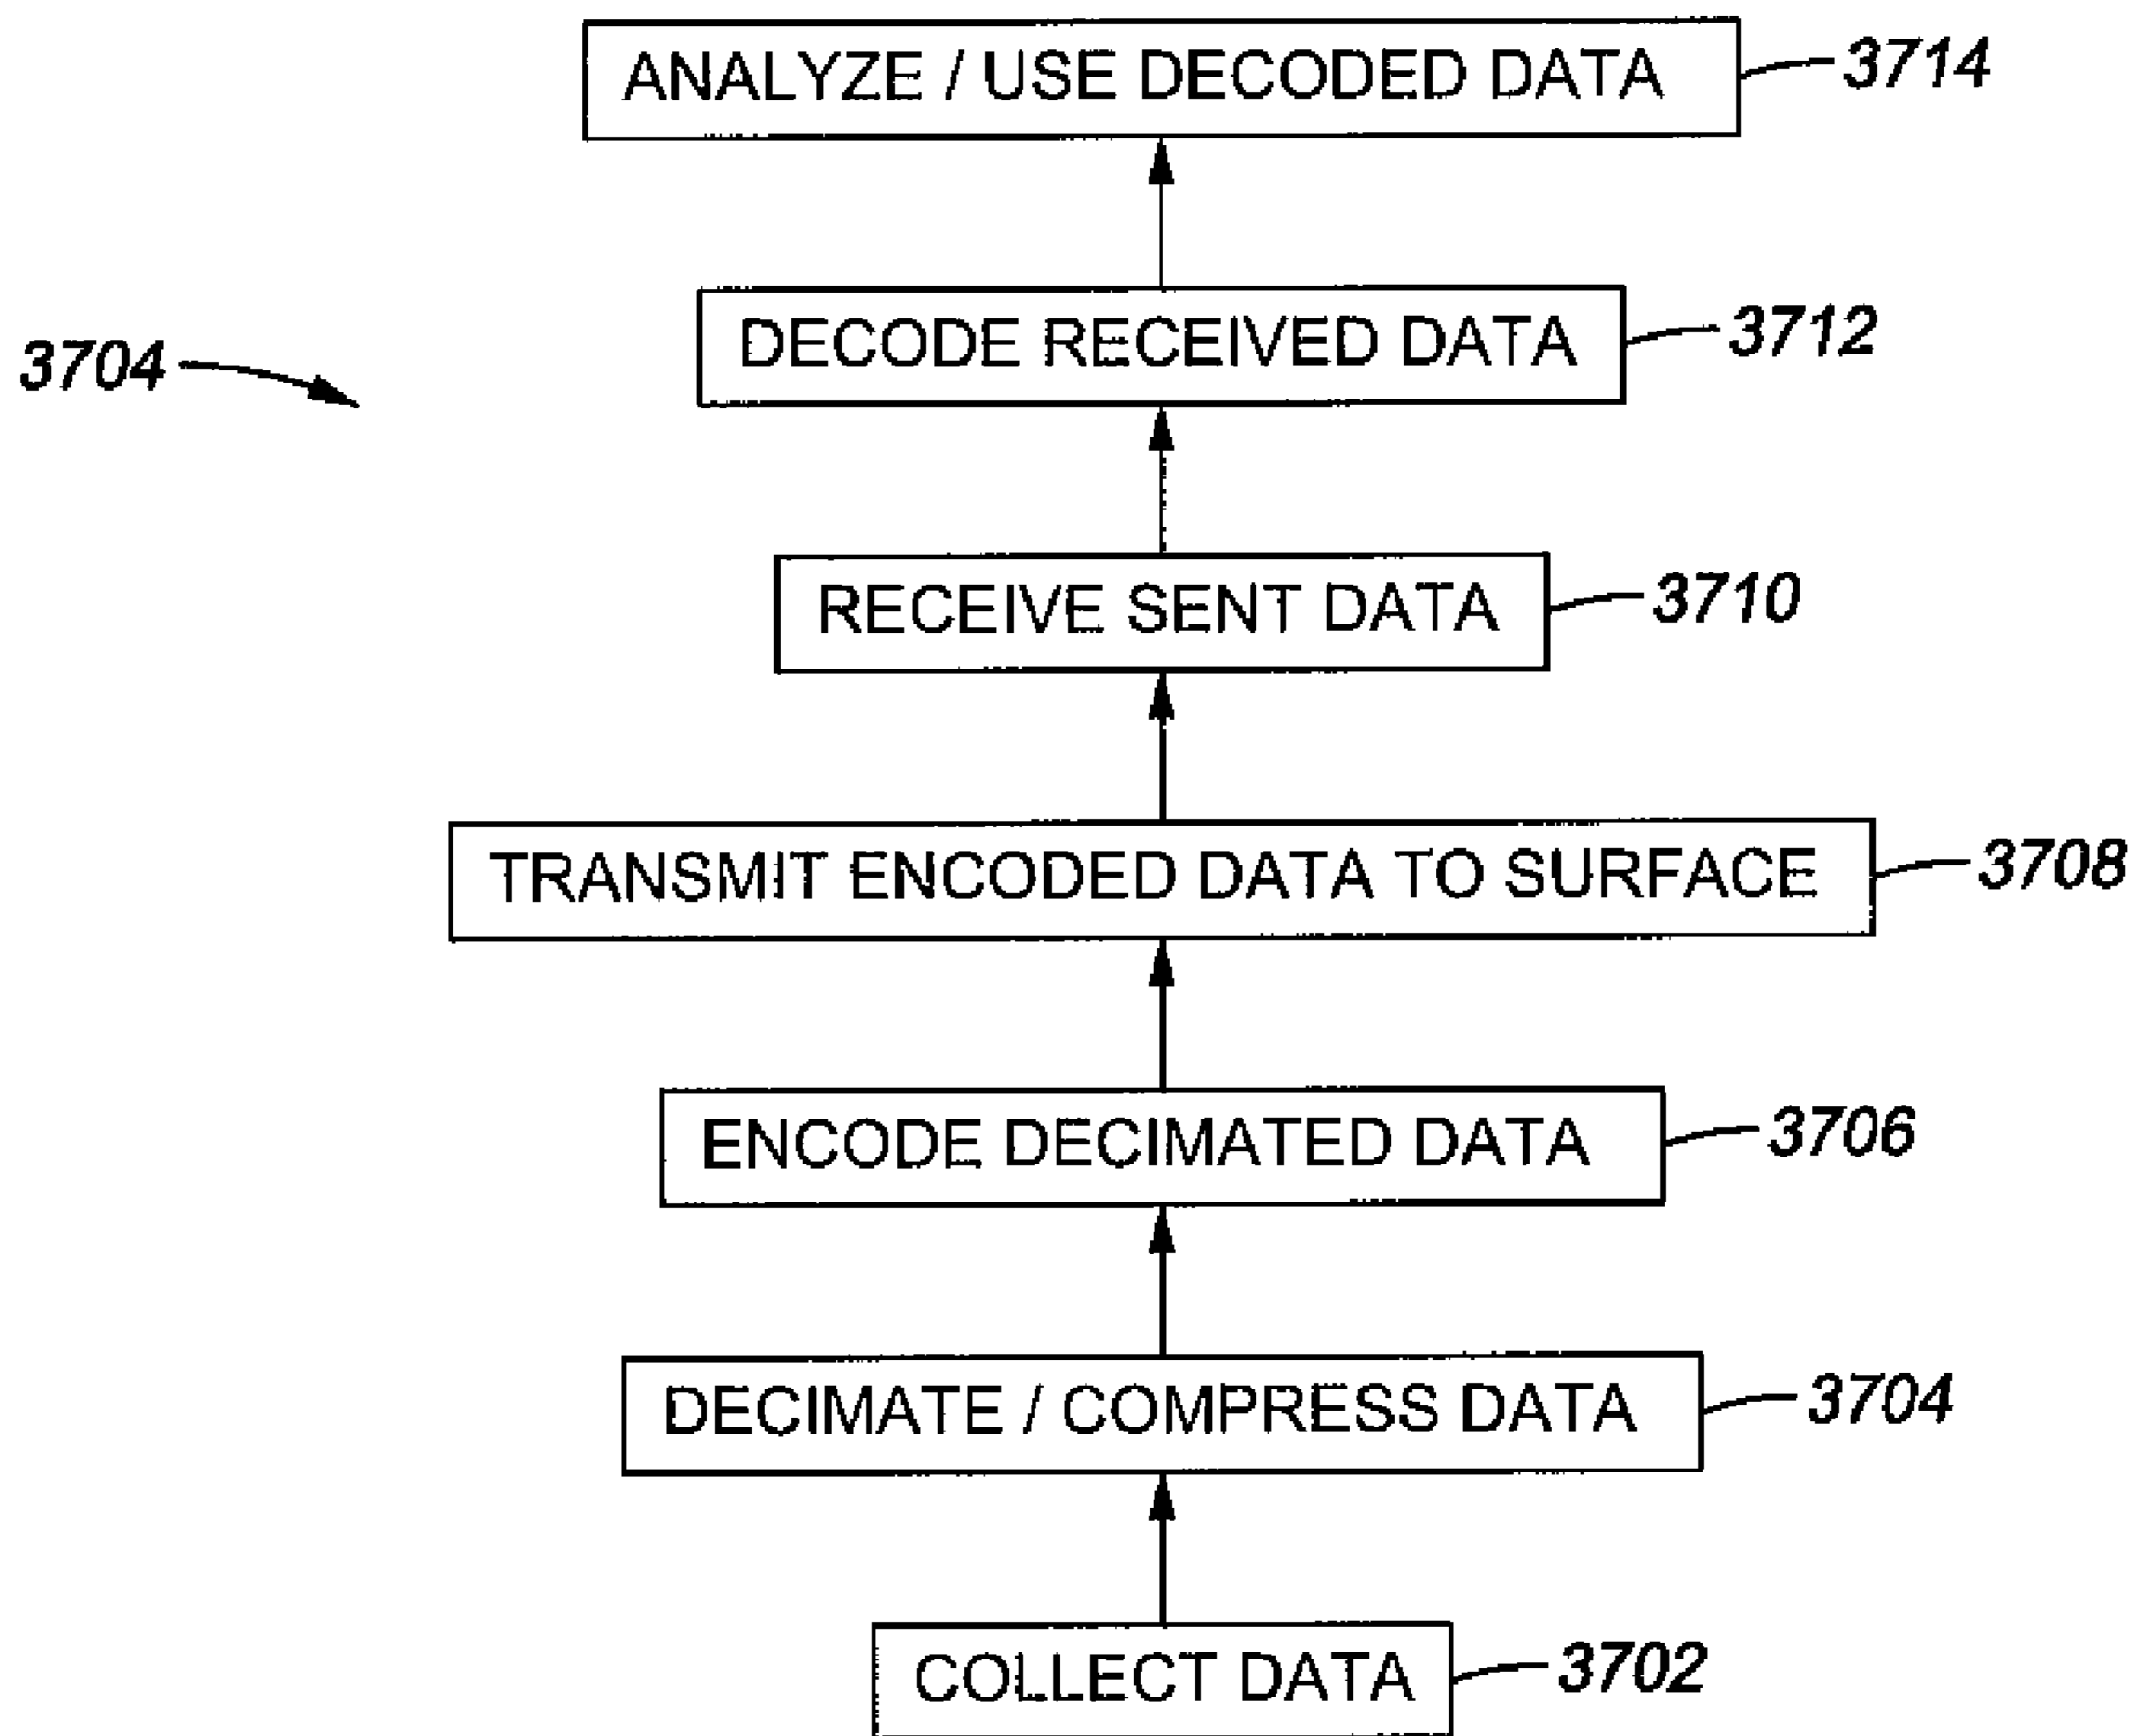 ANALYZE / USE DECODED DATA 3714
DECODE RECEIVED DATA 3712
3704
RECEIVE SENT DATA 3710
TRANSMIT ENCODED DATA TO SURFACE 3708
ENCODE DECIMATED DATA 3706
DECIMATE / COMPRESS DATA 3704
COLLECT DATA 3702